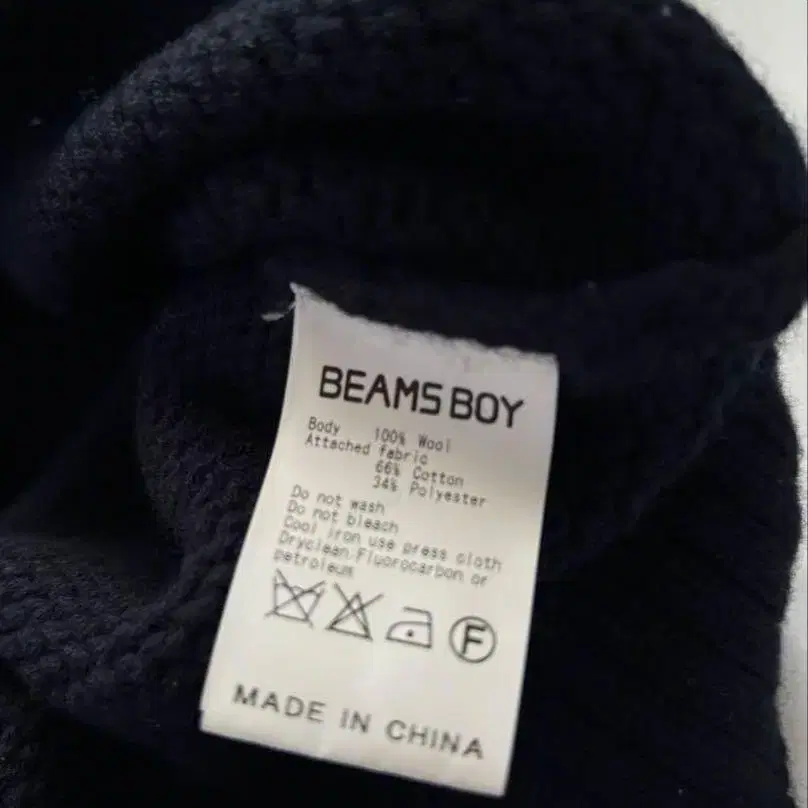 BEAMS BOY
Body 100% Wool
Attached fabric
66% Cotton
34% Polyester
Do not wash
Do not bleach
Cool iron use press cloth
Dryclean-Fluorocarbon or
petroleum
F
MADE IN CHINA